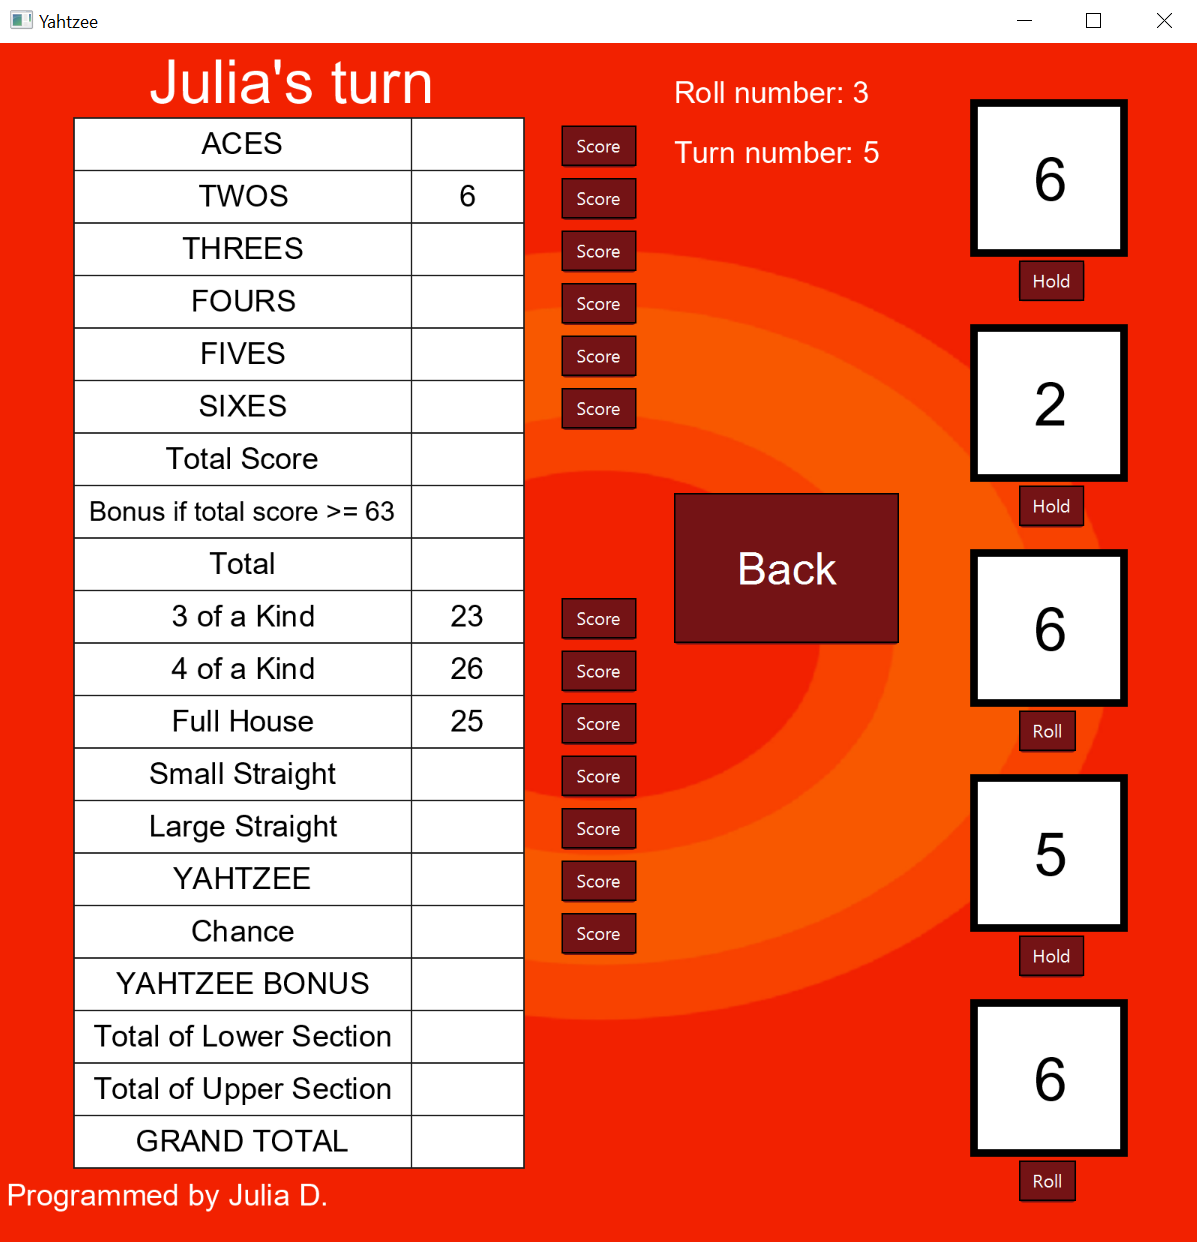 Yahtzee
Julia's turn
Roll number: 3
Turn number: 5
ACES Score
TWOS 6 Score
THREES Score
FOURS Score
FIVES Score
SIXES Score
Total Score
Bonus if total score >= 63
Total
3 of a Kind 23 Score
4 of a Kind 26 Score
Full House 25 Score
Small Straight Score
Large Straight Score
YAHTZEE Score
Chance Score
YAHTZEE BONUS
Total of Lower Section
Total of Upper Section
GRAND TOTAL
Back
6
Hold
2
Hold
6
Roll
5
Hold
6
Roll
Programmed by Julia D.